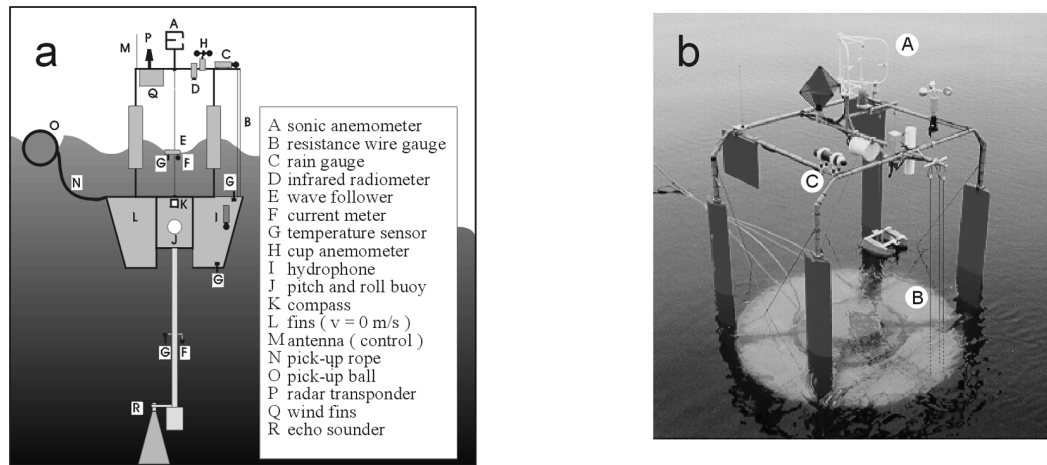 a
A
M
P
H
C
Q
D
B
O
E
G
F
N
G
K
L
I
J
G
G
F
R
A sonic anemometer
B resistance wire gauge
C rain gauge
D infrared radiometer
E wave follower
F current meter
G temperature sensor
H cup anemometer
I hydrophone
J pitch and roll buoy
K compass
L fins ( v = 0 m/s )
M antenna ( control )
N pick-up rope
O pick-up ball
P radar transponder
Q wind fins
R echo sounder
b
A
C
B